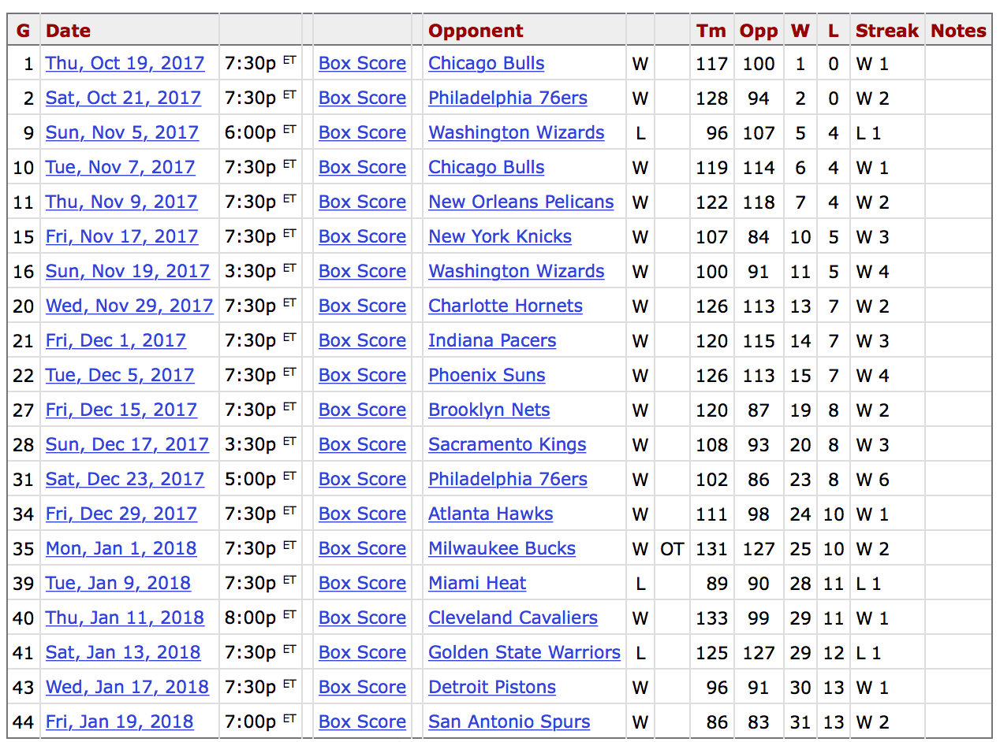 G Date Opponent Tm Opp W L Streak Notes
1 Thu, Oct 19, 2017 7:30p ET Box Score Chicago Bulls W 117 100 1 0 W 1
2 Sat, Oct 21, 2017 7:30p ET Box Score Philadelphia 76ers W 128 94 2 0 W 2
9 Sun, Nov 5, 2017 6:00p ET Box Score Washington Wizards L 96 107 5 4 L 1
10 Tue, Nov 7, 2017 7:30p ET Box Score Chicago Bulls W 119 114 6 4 W 1
11 Thu, Nov 9, 2017 7:30p ET Box Score New Orleans Pelicans W 122 118 7 4 W 2
15 Fri, Nov 17, 2017 7:30p ET Box Score New York Knicks W 107 84 10 5 W 3
16 Sun, Nov 19, 2017 3:30p ET Box Score Washington Wizards W 100 91 11 5 W 4
20 Wed, Nov 29, 2017 7:30p ET Box Score Charlotte Hornets W 126 113 13 7 W 2
21 Fri, Dec 1, 2017 7:30p ET Box Score Indiana Pacers W 120 115 14 7 W 3
22 Tue, Dec 5, 2017 7:30p ET Box Score Phoenix Suns W 126 113 15 7 W 4
27 Fri, Dec 15, 2017 7:30p ET Box Score Brooklyn Nets W 120 87 19 8 W 2
28 Sun, Dec 17, 2017 3:30p ET Box Score Sacramento Kings W 108 93 20 8 W 3
31 Sat, Dec 23, 2017 5:00p ET Box Score Philadelphia 76ers W 102 86 23 8 W 6
34 Fri, Dec 29, 2017 7:30p ET Box Score Atlanta Hawks W 111 98 24 10 W 1
35 Mon, Jan 1, 2018 7:30p ET Box Score Milwaukee Bucks W OT 131 127 25 10 W 2
39 Tue, Jan 9, 2018 7:30p ET Box Score Miami Heat L 89 90 28 11 L 1
40 Thu, Jan 11, 2018 8:00p ET Box Score Cleveland Cavaliers W 133 99 29 11 W 1
41 Sat, Jan 13, 2018 7:30p ET Box Score Golden State Warriors L 125 127 29 12 L 1
43 Wed, Jan 17, 2018 7:30p ET Box Score Detroit Pistons W 96 91 30 13 W 1
44 Fri, Jan 19, 2018 7:00p ET Box Score San Antonio Spurs W 86 83 31 13 W 2